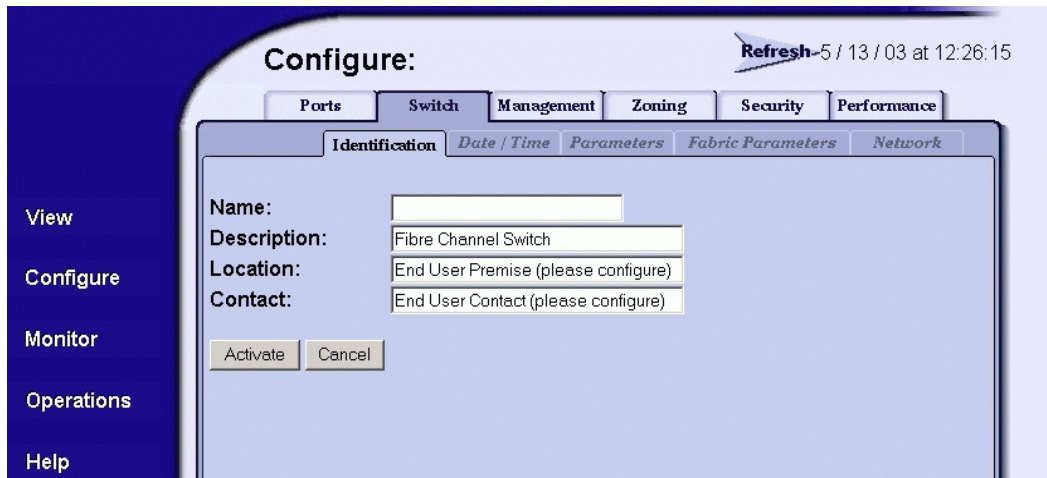 Configure:
Refresh-5 / 13 / 03 at 12:26:15
Ports Switch Management Zoning Security Performance
Identification Date / Time Parameters Fabric Parameters Network
View
Configure
Monitor
Operations
Help
Name:
Description: Fibre Channel Switch
Location: End User Premise (please configure)
Contact: End User Contact (please configure)
Activate Cancel